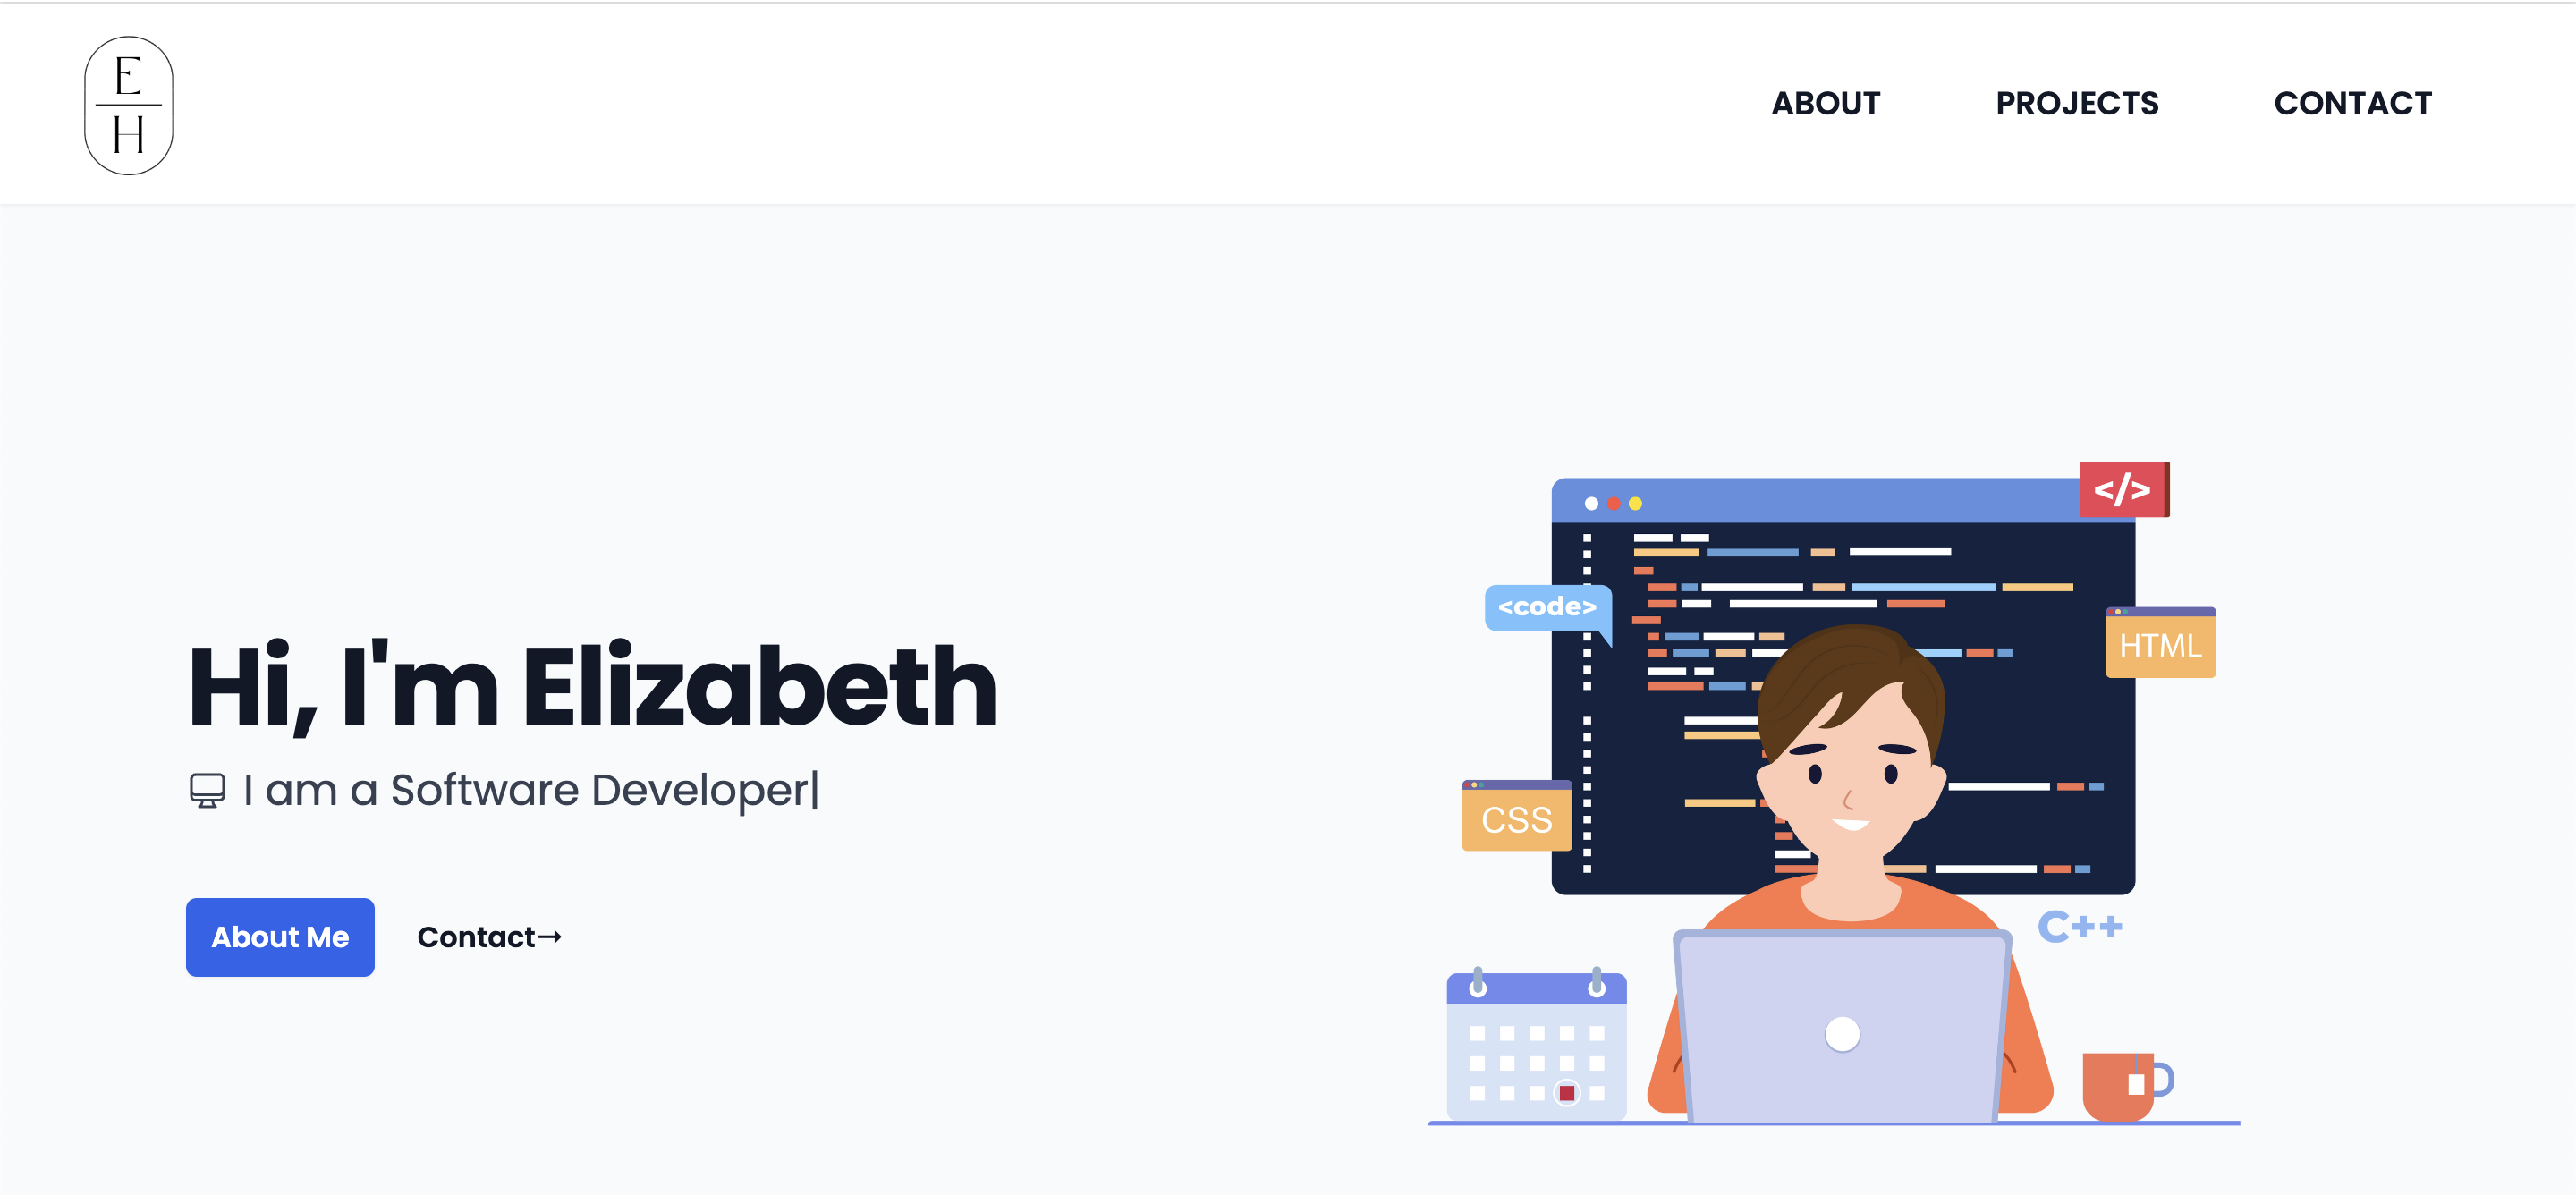 E
H
ABOUT PROJECTS CONTACT
Hi, I'm Elizabeth
I am a Software Developer|
About Me
Contact→
</>
<code>
HTML
CSS
C++